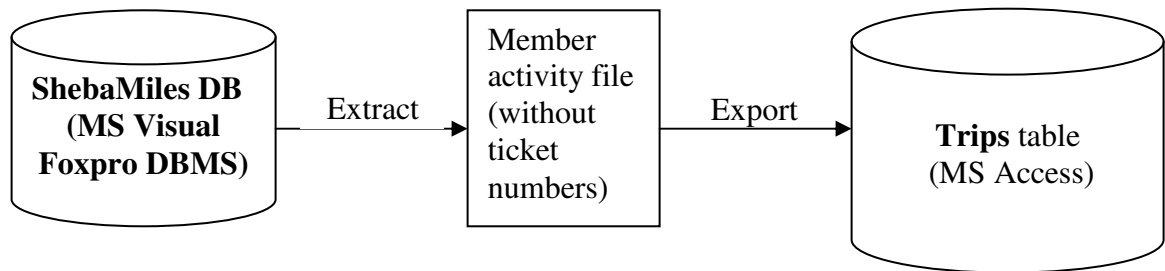 ShebaMiles DB
(MS Visual
Foxpro DBMS)
Extract
Member
activity file
(without
ticket
numbers)
Export
Trips table
(MS Access)